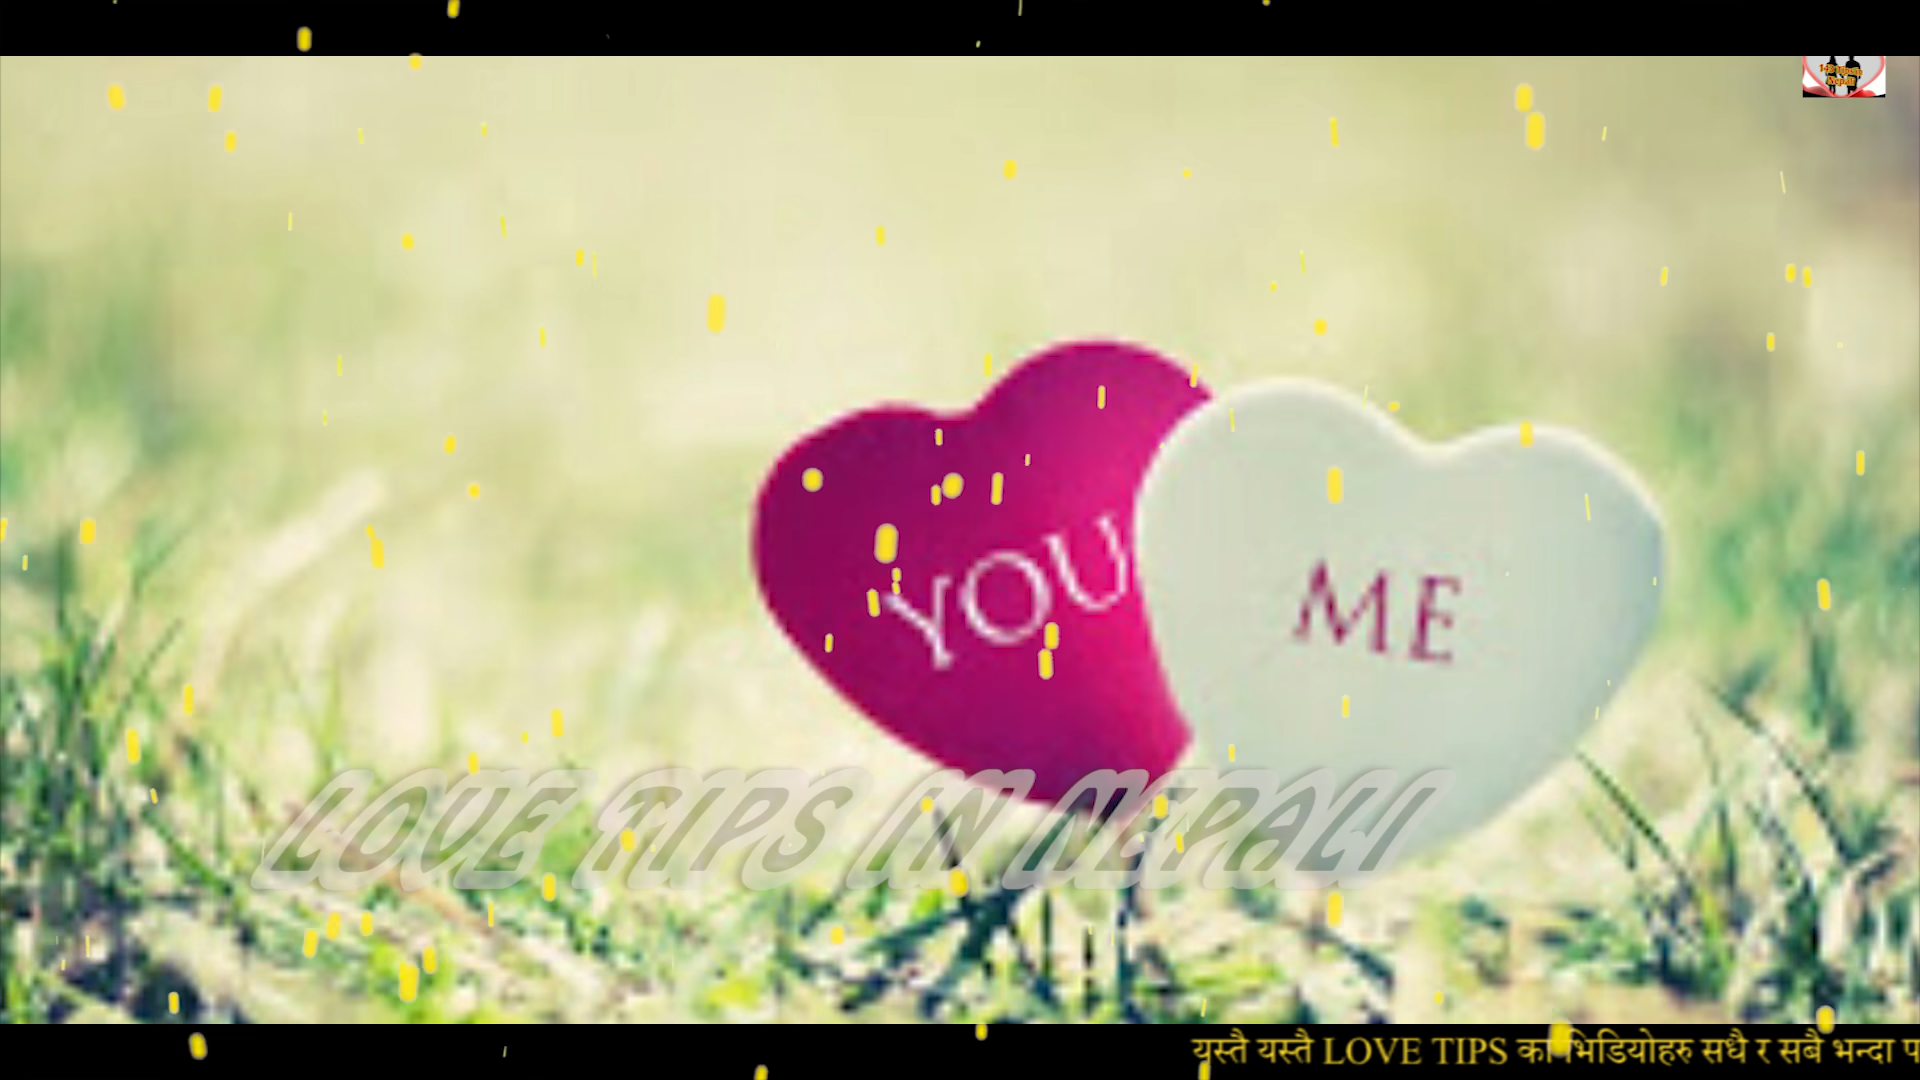 YOU
ME
LOVE TIPS IN NEPALI
यस्तै यस्तै LOVE TIPS का भिडियोहरु सधै र सबै भन्दा